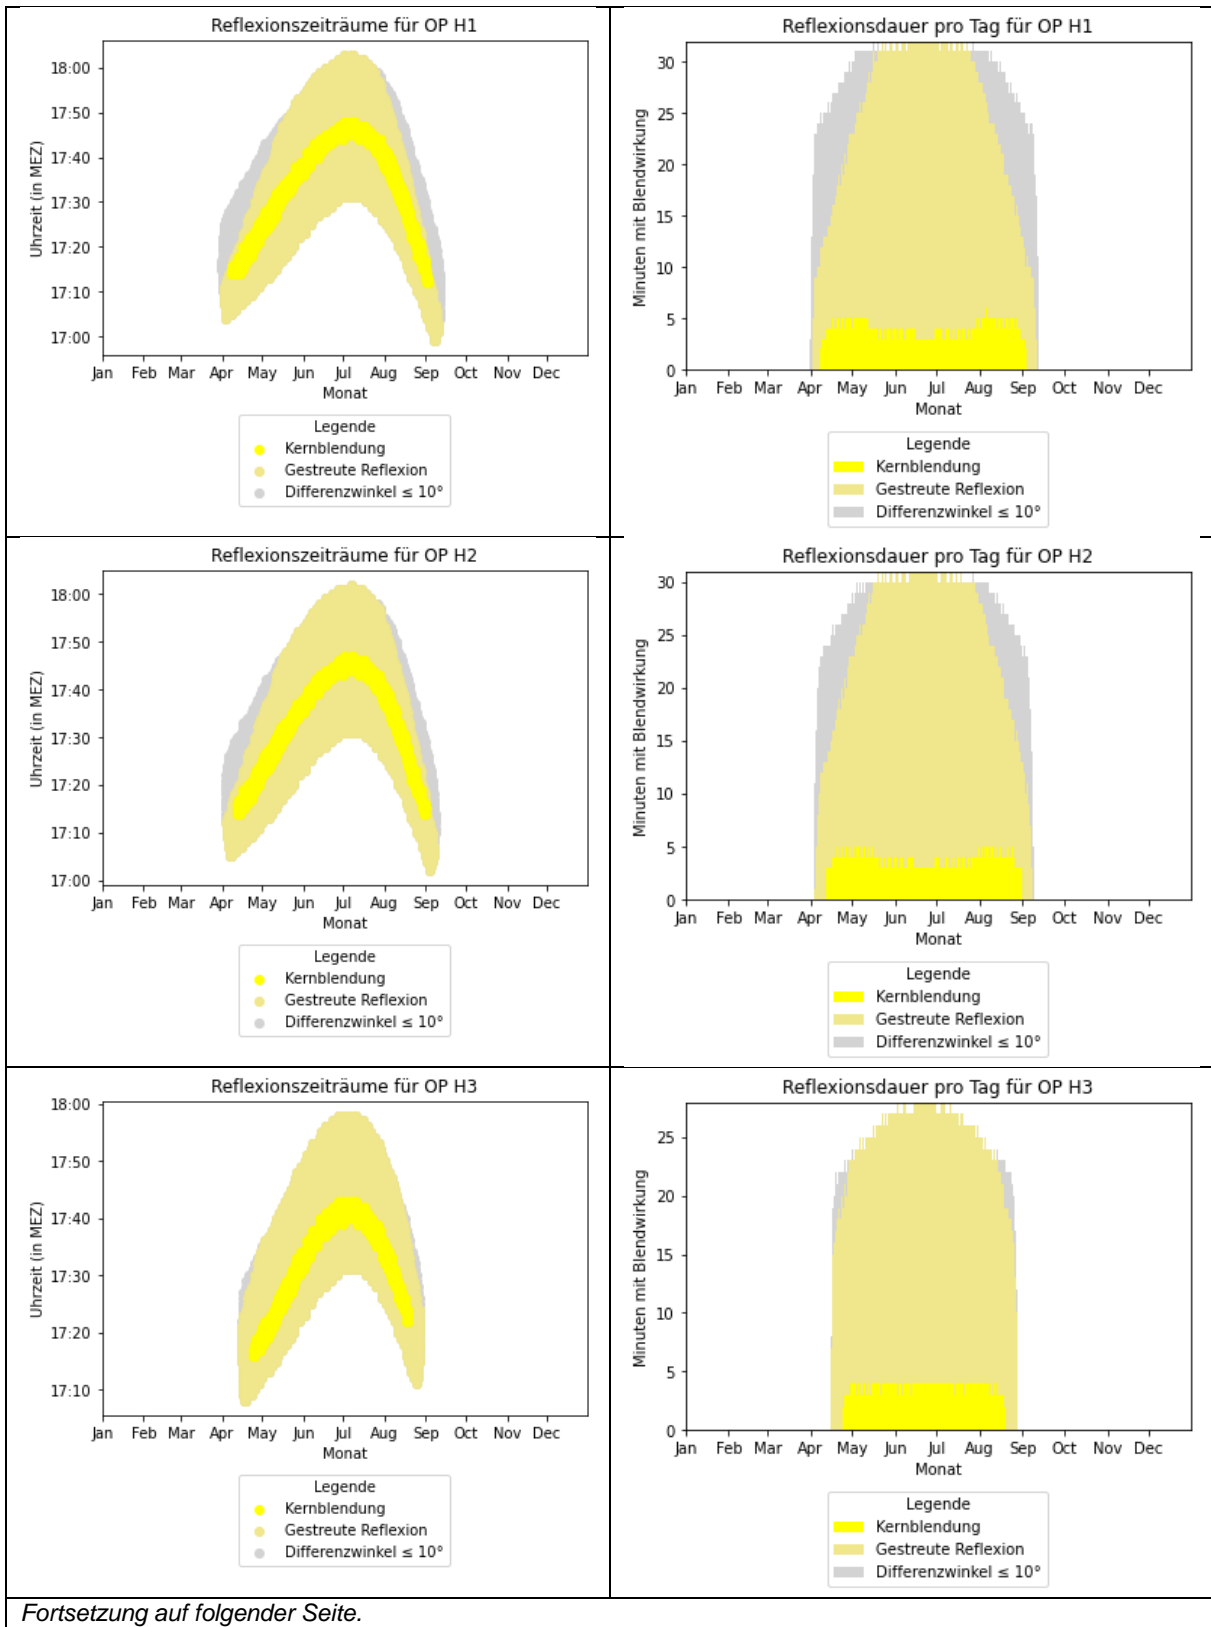 Reflexionszeiträume für OP H1
Uhrzeit (in MEZ)
18:00
17:50
17:40
17:30
17:20
17:10
17:00
Jan Feb Mar Apr May Jun Jul Aug Sep Oct Nov Dec
Monat
Legende
Kernblendung
Gestreute Reflexion
Differenzwinkel ≤ 10°
Reflexionsdauer pro Tag für OP H1
Minuten mit Blendwirkung
30
25
20
15
10
5
0
Jan Feb Mar Apr May Jun Jul Aug Sep Oct Nov Dec
Monat
Legende
Kernblendung
Gestreute Reflexion
Differenzwinkel ≤ 10°
Reflexionszeiträume für OP H2
Uhrzeit (in MEZ)
18:00
17:50
17:40
17:30
17:20
17:10
17:00
Jan Feb Mar Apr May Jun Jul Aug Sep Oct Nov Dec
Monat
Legende
Kernblendung
Gestreute Reflexion
Differenzwinkel ≤ 10°
Reflexionsdauer pro Tag für OP H2
Minuten mit Blendwirkung
30
25
20
15
10
5
0
Jan Feb Mar Apr May Jun Jul Aug Sep Oct Nov Dec
Monat
Legende
Kernblendung
Gestreute Reflexion
Differenzwinkel ≤ 10°
Reflexionszeiträume für OP H3
Uhrzeit (in MEZ)
18:00
17:50
17:40
17:30
17:20
17:10
Jan Feb Mar Apr May Jun Jul Aug Sep Oct Nov Dec
Monat
Legende
Kernblendung
Gestreute Reflexion
Differenzwinkel ≤ 10°
Reflexionsdauer pro Tag für OP H3
Minuten mit Blendwirkung
25
20
15
10
5
0
Jan Feb Mar Apr May Jun Jul Aug Sep Oct Nov Dec
Monat
Legende
Kernblendung
Gestreute Reflexion
Differenzwinkel ≤ 10°
Fortsetzung auf folgender Seite.